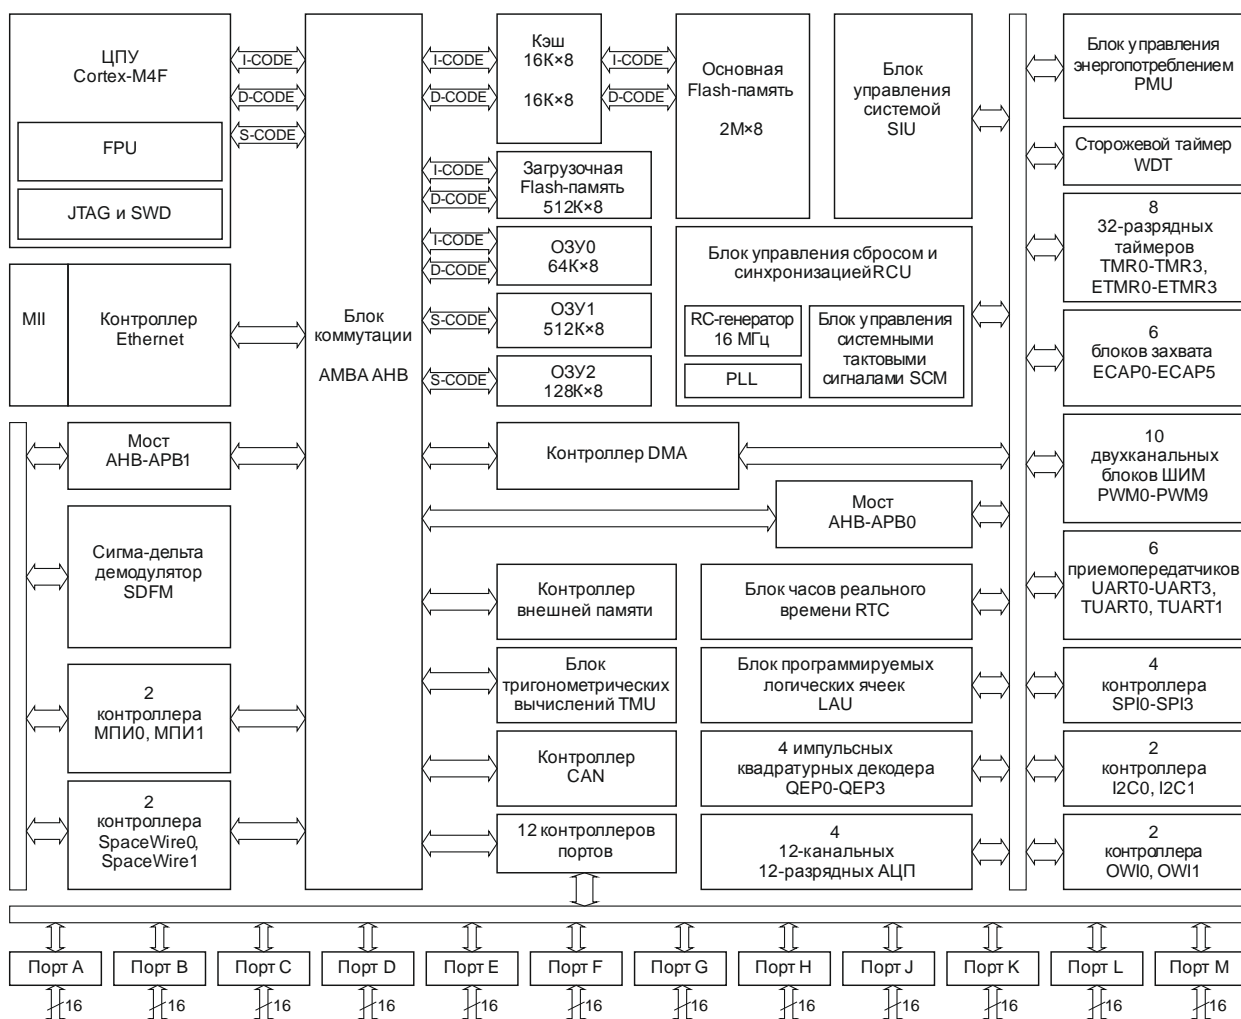 ЦПУ
Cortex-M4F
FPU
JTAG и SWD
I-CODE
D-CODE
S-CODE
MII
Контроллер
Ethernet
Мост
AHB-APB1
Сигма-дельта
демодулятор
SDFM
2
контроллера
МПИ0, МПИ1
2
контроллера
SpaceWire0,
SpaceWire1
Блок
коммутации
AMBA AHB
I-CODE
D-CODE
Кэш
16K×8
16K×8
I-CODE
D-CODE
Основная
Flash-память
2M×8
I-CODE
D-CODE
Загрузочная
Flash-память
512K×8
I-CODE
D-CODE
ОЗУ0
64K×8
S-CODE
ОЗУ1
512K×8
S-CODE
ОЗУ2
128K×8
Блок
управления
системой
SIU
Блок управления сбросом и
синхронизацией RCU
RC-генератор
16 МГц
PLL
Блок управления
системными
тактовыми
сигналами SCM
Контроллер DMA
Мост
AHB-APB0
Контроллер
внешней памяти
Блок
тригонометрических
вычислений TMU
Контроллер
CAN
12 контроллеров
портов
Блок часов реального
времени RTC
Блок программируемых
логических ячеек
LAU
4 импульсных
квадратурных декодера
QEP0-QEP3
4
12-канальных
12-разрядных АЦП
Блок управления
энергопотреблением
PMU
Сторожевой таймер
WDT
8
32-разрядных
таймеров
TMR0-TMR3,
ETMR0-ETMR3
6
блоков захвата
ECAP0-ECAP5
10
двухканальных
блоков ШИМ
PWM0-PWM9
6
приемопередатчиков
UART0-UART3,
TUART0, TUART1
4
контроллера
SPI0-SPI3
2
контроллера
I2C0, I2C1
2
контроллера
OWI0, OWI1
Порт A
Порт B
Порт C
Порт D
Порт E
Порт F
Порт G
Порт H
Порт J
Порт K
Порт L
Порт M
16
16
16
16
16
16
16
16
16
16
16
16